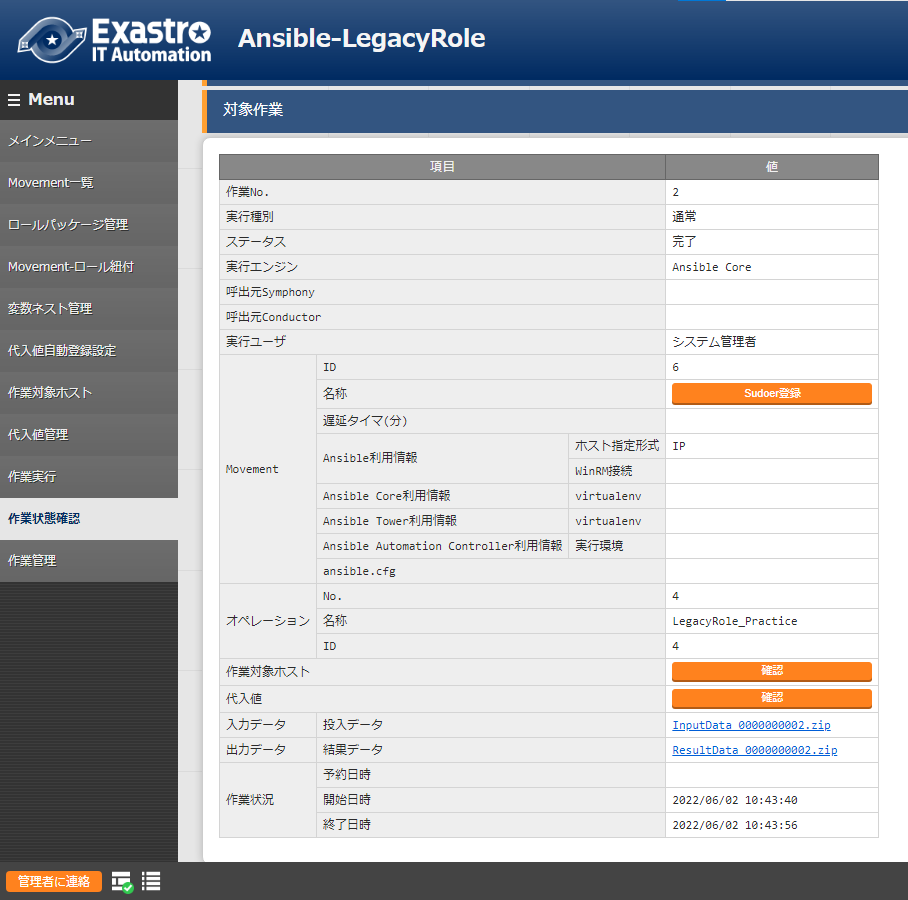 Exastro
IT Automation
Ansible-LegacyRole
Menu
メインメニュー
Movement一覧
ロールパッケージ管理
Movement-ロール紐付
変数ネスト管理
代入値自動登録設定
作業対象ホスト
代入値管理
作業実行
作業状態確認
作業管理
対象作業
項目 値
作業No. 2
実行種別 通常
ステータス 完了
実行エンジン Ansible Core
呼出元Symphony
呼出元Conductor
実行ユーザ システム管理者
Movement
ID 6
名称 Sudoer登録
遅延タイマ(分)
Ansible利用情報
ホスト指定形式 IP
WinRM接続
Ansible Core利用情報 virtualenv
Ansible Tower利用情報 virtualenv
Ansible Automation Controller利用情報 実行環境
ansible.cfg
オペレーション
No. 4
名称 LegacyRole_Practice
ID 4
作業対象ホスト 確認
代入値 確認
入力データ 投入データ InputData_0000000002.zip
出力データ 結果データ ResultData_0000000002.zip
作業状況
予約日時
開始日時 2022/06/02 10:43:40
終了日時 2022/06/02 10:43:56
管理者に連絡